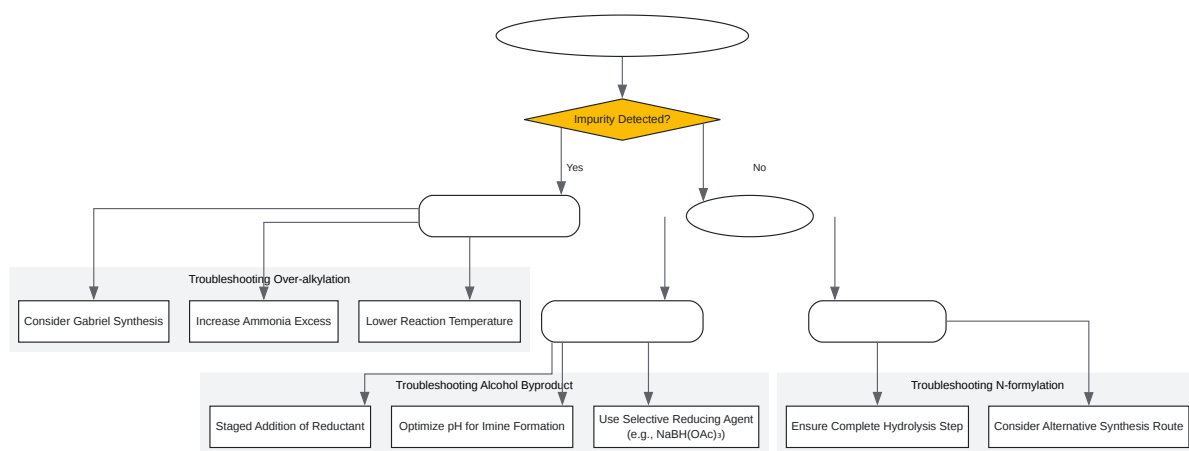 Impurity Detected?
Yes
No
Troubleshooting Over-alkylation
Consider Gabriel Synthesis
Increase Ammonia Excess
Lower Reaction Temperature
Troubleshooting Alcohol Byproduct
Troubleshooting N-formylation
Staged Addition of Reductant
Optimize pH for Imine Formation
Use Selective Reducing Agent
(e.g., NaBH(OAc)₃)
Ensure Complete Hydrolysis Step
Consider Alternative Synthesis Route